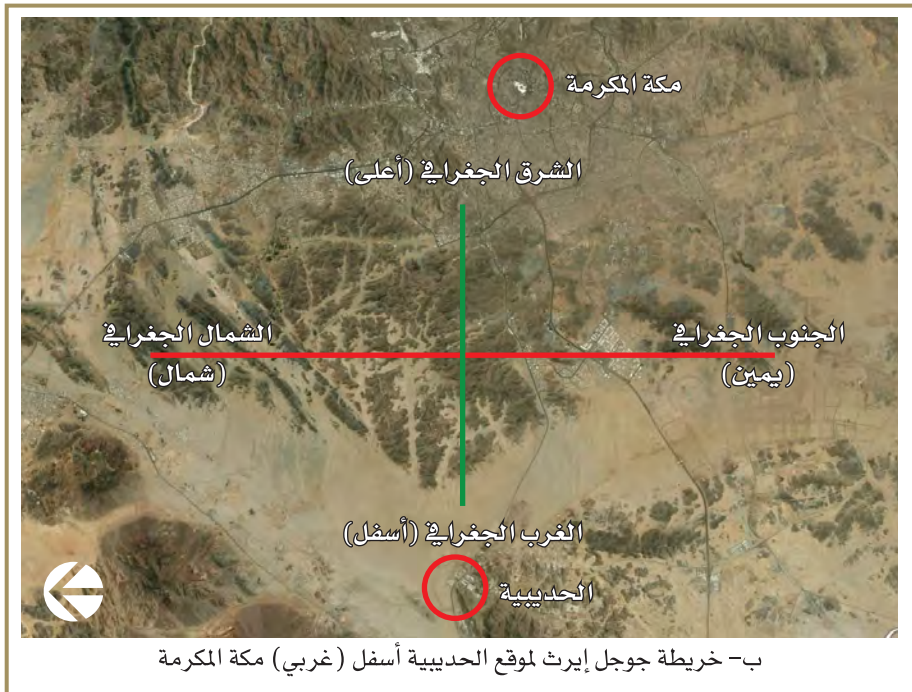 مكة المكرمة
الشرق الجغرافي (أعلى)
الشمال الجغرافي
(شمال)
الجنوب الجغرافي
(يمين)
الغرب الجغرافي (أسفل)
الحديبية
ب- خريطة جوجل إيرث لموقع الحديبية أسفل (غربي) مكة المكرمة